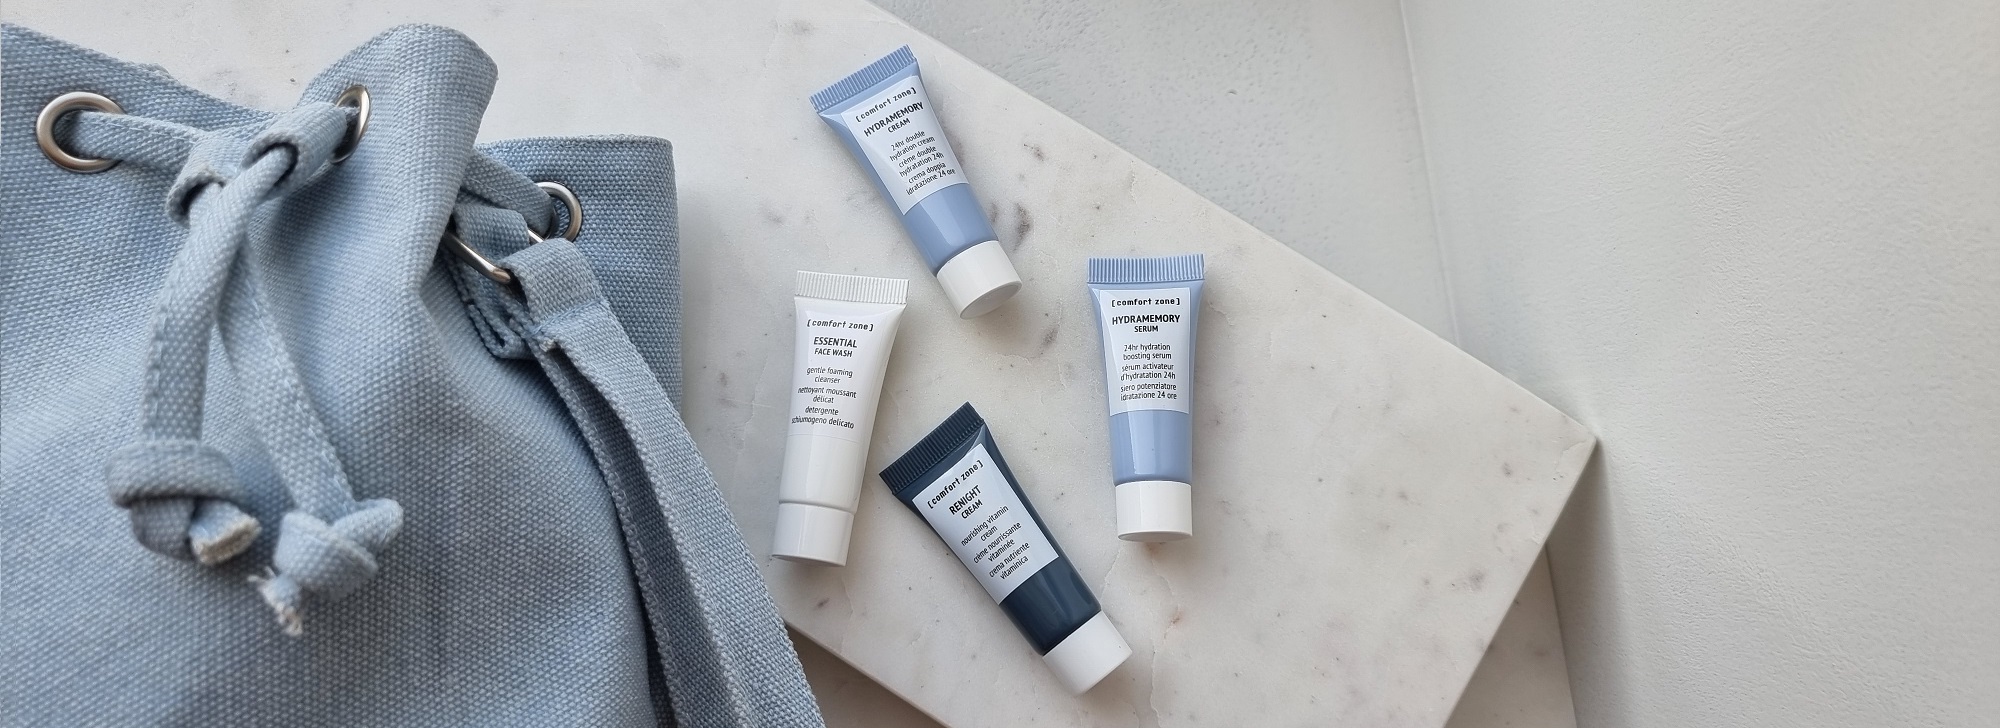 [comfort zone]
HYDRAMEMORY
CREAM
24hr double
hydration cream
crème double
hydratation 24h
crema doppia
idratazione 24 ore
[comfort zone]
ESSENTIAL
FACE WASH
gentle foaming
cleanser
nettoyant moussant
délicat
detergente
schiumogeno delicato
[comfort zone]
HYDRAMEMORY
SERUM
24hr hydration
boosting serum
sérum activateur
d'hydratation 24h
siero potenziatore
idratazione 24 ore
[comfort zone]
RENIGHT
CREAM
nourishing vitamin
cream
crème nourrissante
vitaminée
crema nutriente
vitaminica